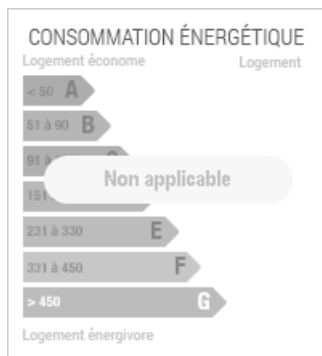 CONSOMMATION ÉNERGÉTIQUE
Logement économe Logement
< 50 A
51 à 90 B
91 à
Non applicable
151
231 à 330 E
331 à 450 F
> 450 G
Logement énergivore